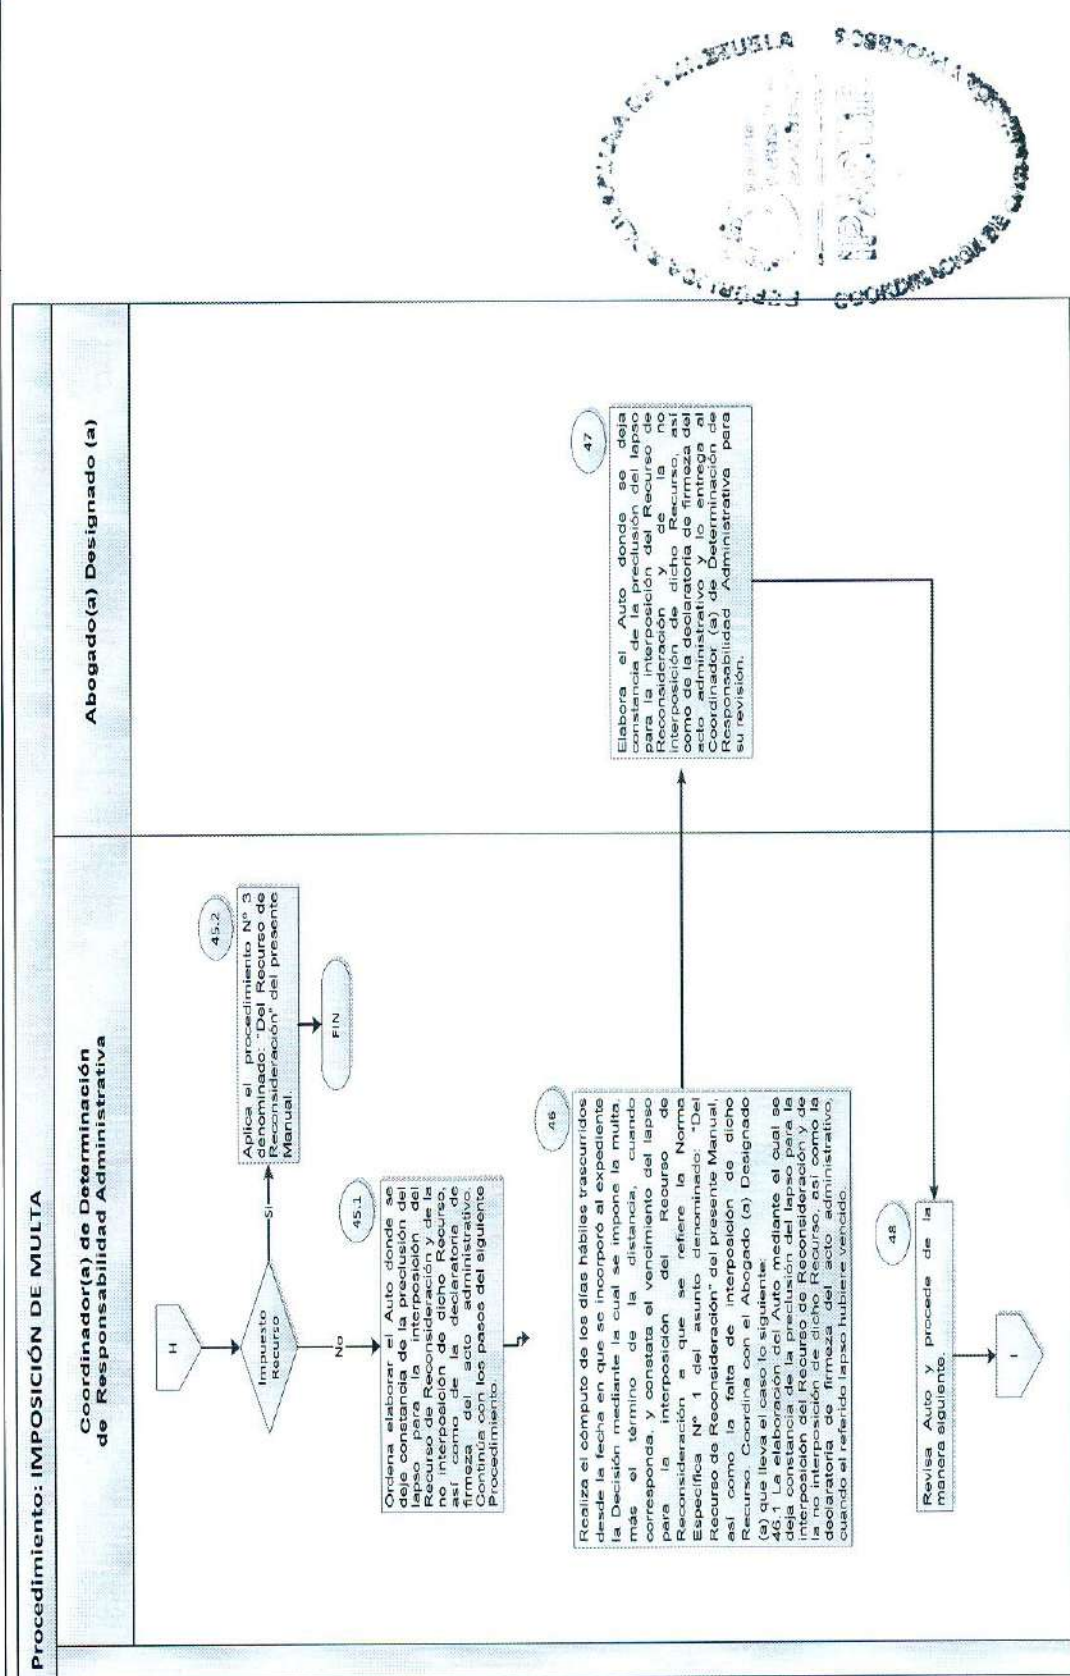 Procedimiento: IMPOSICIÓN DE MULTA
Coordinador(a) de Determinación
de Responsabilidad Administrativa
Abogado(a) Designado (a)
H
Impuesto
Recurso
Si
No
45.2
Aplica el procedimiento Nº 3
denominado: "Del Recurso de
Reconsideración" del presente
Manual.
FIN
45.1
Ordena elaborar el Auto donde se
deje constancia de la preclusión del
lapso para la interposición del
Recurso de Reconsideración y de la
no interposición de dicho Recurso,
así como de la declaratoria de
firmeza del acto administrativo.
Continúa con los pasos del siguiente
Procedimiento.
46
Realiza el cómputo de los días hábiles trascurridos
desde la fecha en que se incorporó al expediente
la Decisión mediante la cual se impone la multa,
más el término de la distancia, cuando
corresponda, y constata el vencimiento del lapso
para la interposición del Recurso de
Reconsideración a que se refiere la Norma
Específica Nº 1 del asunto denominado: "Del
Recurso de Reconsideración" del presente Manual,
así como la falta de interposición de dicho
Recurso. Coordina con el Abogado (a) Designado
(a) que lleva el caso lo siguiente:
46.1 La elaboración del Auto mediante el cual se
deja constancia de la preclusión del lapso para la
interposición del Recurso de Reconsideración y de
la no interposición de dicho Recurso, así como la
declaratoria de firmeza del acto administrativo,
cuando el referido lapso hubiere vencido.
47
Elabora el Auto donde se deja
constancia de la preclusión del lapso
para la interposición del Recurso de
Reconsideración y de la no
interposición de dicho Recurso, así
como de la declaratoria de firmeza del
acto administrativo y lo entrega al
Coordinador (a) de Determinación de
Responsabilidad Administrativa para
su revisión.
48
Revisa Auto y procede de la
manera siguiente.
I